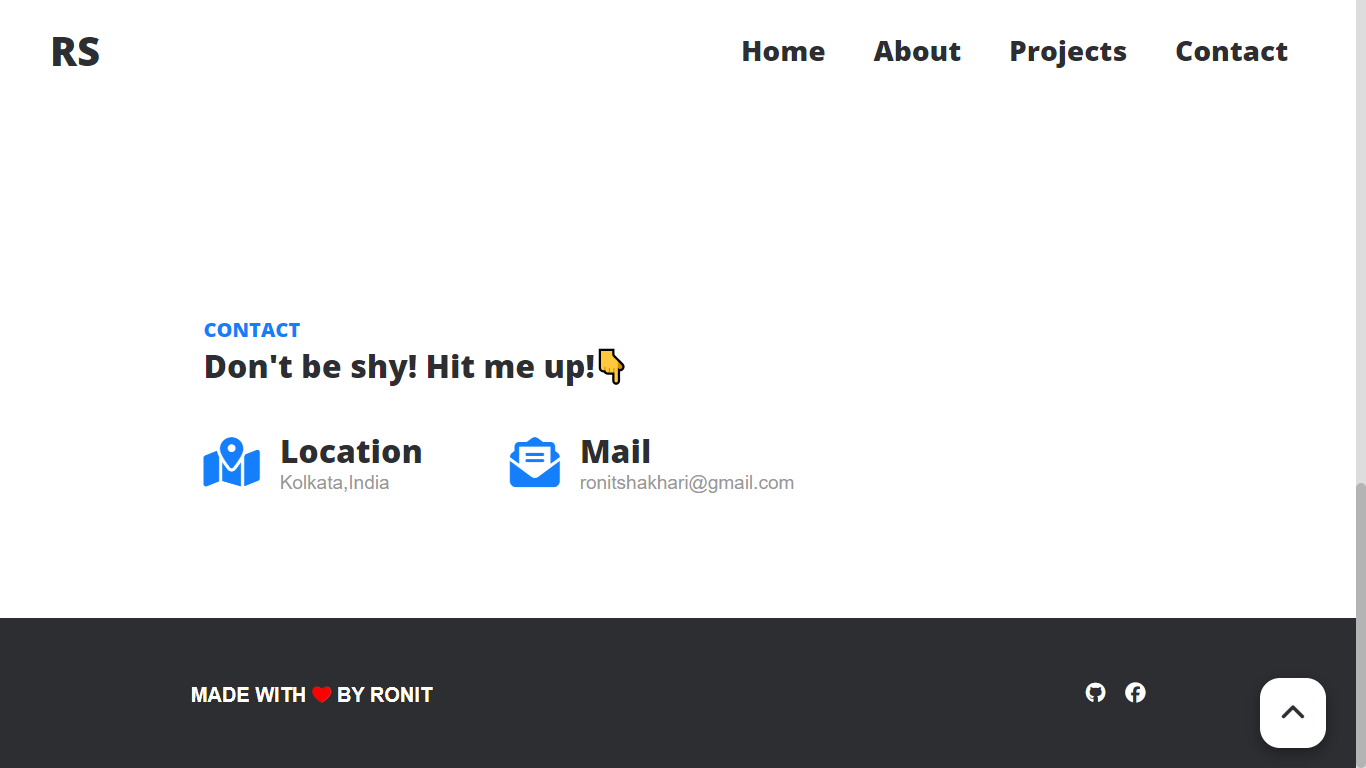 RS
Home About Projects Contact
CONTACT
Don't be shy! Hit me up!👇
Location
Kolkata,India
Mail
ronitshakhari@gmail.com
MADE WITH ❤ BY RONIT